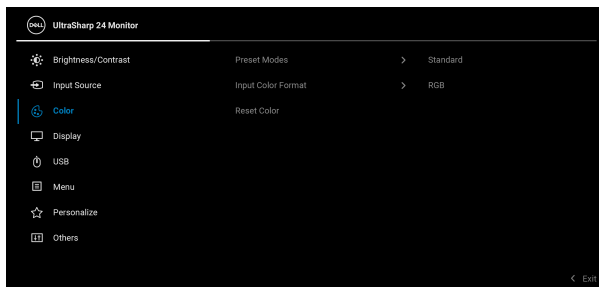 DELL UltraSharp 24 Monitor
Brightness/Contrast Preset Modes > Standard
Input Source Input Color Format > RGB
Color Reset Color
Display
USB
Menu
Personalize
Others
< Exit